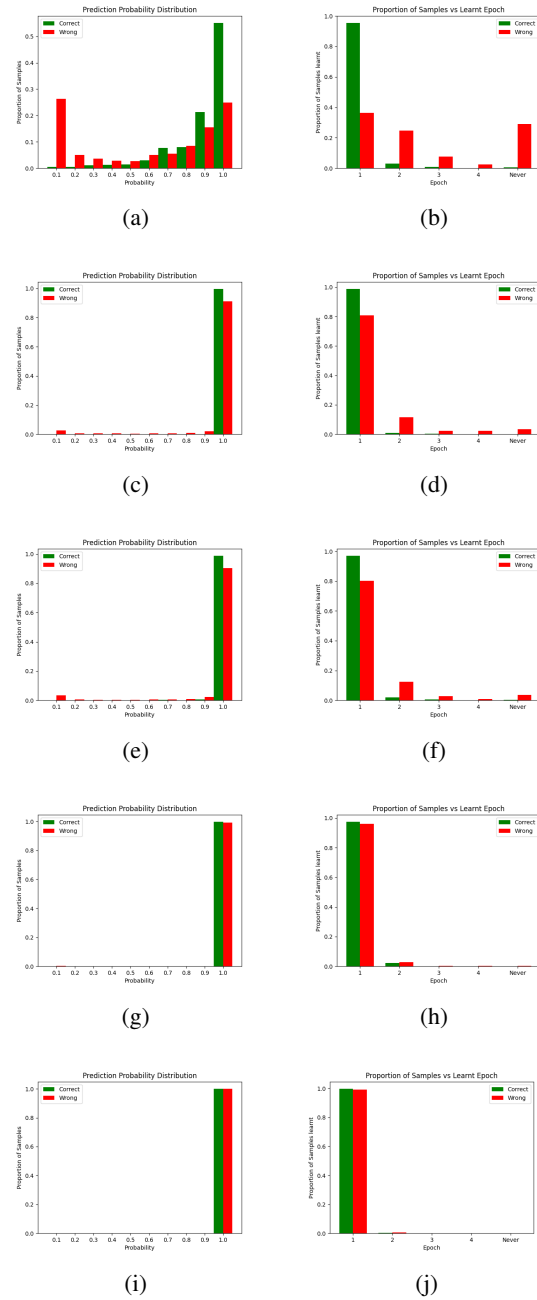 Prediction Probability Distribution
Correct
Wrong
Proportion of Samples
0.5
0.4
0.3
0.2
0.1
0.0
0.1 0.2 0.3 0.4 0.5 0.6 0.7 0.8 0.9 1.0
Probability
(a)
Proportion of Samples vs Learnt Epoch
Correct
Wrong
Proportion of Samples learnt
1.0
0.8
0.6
0.4
0.2
0.0
1 2 3 4 Never
Epoch
(b)
Prediction Probability Distribution
Correct
Wrong
Proportion of Samples
1.0
0.8
0.6
0.4
0.2
0.0
0.1 0.2 0.3 0.4 0.5 0.6 0.7 0.8 0.9 1.0
Probability
(c)
Proportion of Samples vs Learnt Epoch
Correct
Wrong
Proportion of Samples learnt
1.0
0.8
0.6
0.4
0.2
0.0
1 2 3 4 Never
Epoch
(d)
Prediction Probability Distribution
Correct
Wrong
Proportion of Samples
1.0
0.8
0.6
0.4
0.2
0.0
0.1 0.2 0.3 0.4 0.5 0.6 0.7 0.8 0.9 1.0
Probability
(e)
Proportion of Samples vs Learnt Epoch
Correct
Wrong
Proportion of Samples learnt
1.0
0.8
0.6
0.4
0.2
0.0
1 2 3 4 Never
Epoch
(f)
Prediction Probability Distribution
Correct
Wrong
Proportion of Samples
1.0
0.8
0.6
0.4
0.2
0.0
0.1 0.2 0.3 0.4 0.5 0.6 0.7 0.8 0.9 1.0
Probability
(g)
Proportion of Samples vs Learnt Epoch
Correct
Wrong
Proportion of Samples learnt
1.0
0.8
0.6
0.4
0.2
0.0
1 2 3 4 Never
Epoch
(h)
Prediction Probability Distribution
Correct
Wrong
Proportion of Samples
1.0
0.8
0.6
0.4
0.2
0.0
0.1 0.2 0.3 0.4 0.5 0.6 0.7 0.8 0.9 1.0
Probability
(i)
Proportion of Samples vs Learnt Epoch
Correct
Wrong
Proportion of Samples learnt
1.0
0.8
0.6
0.4
0.2
0.0
1 2 3 4 Never
Epoch
(j)